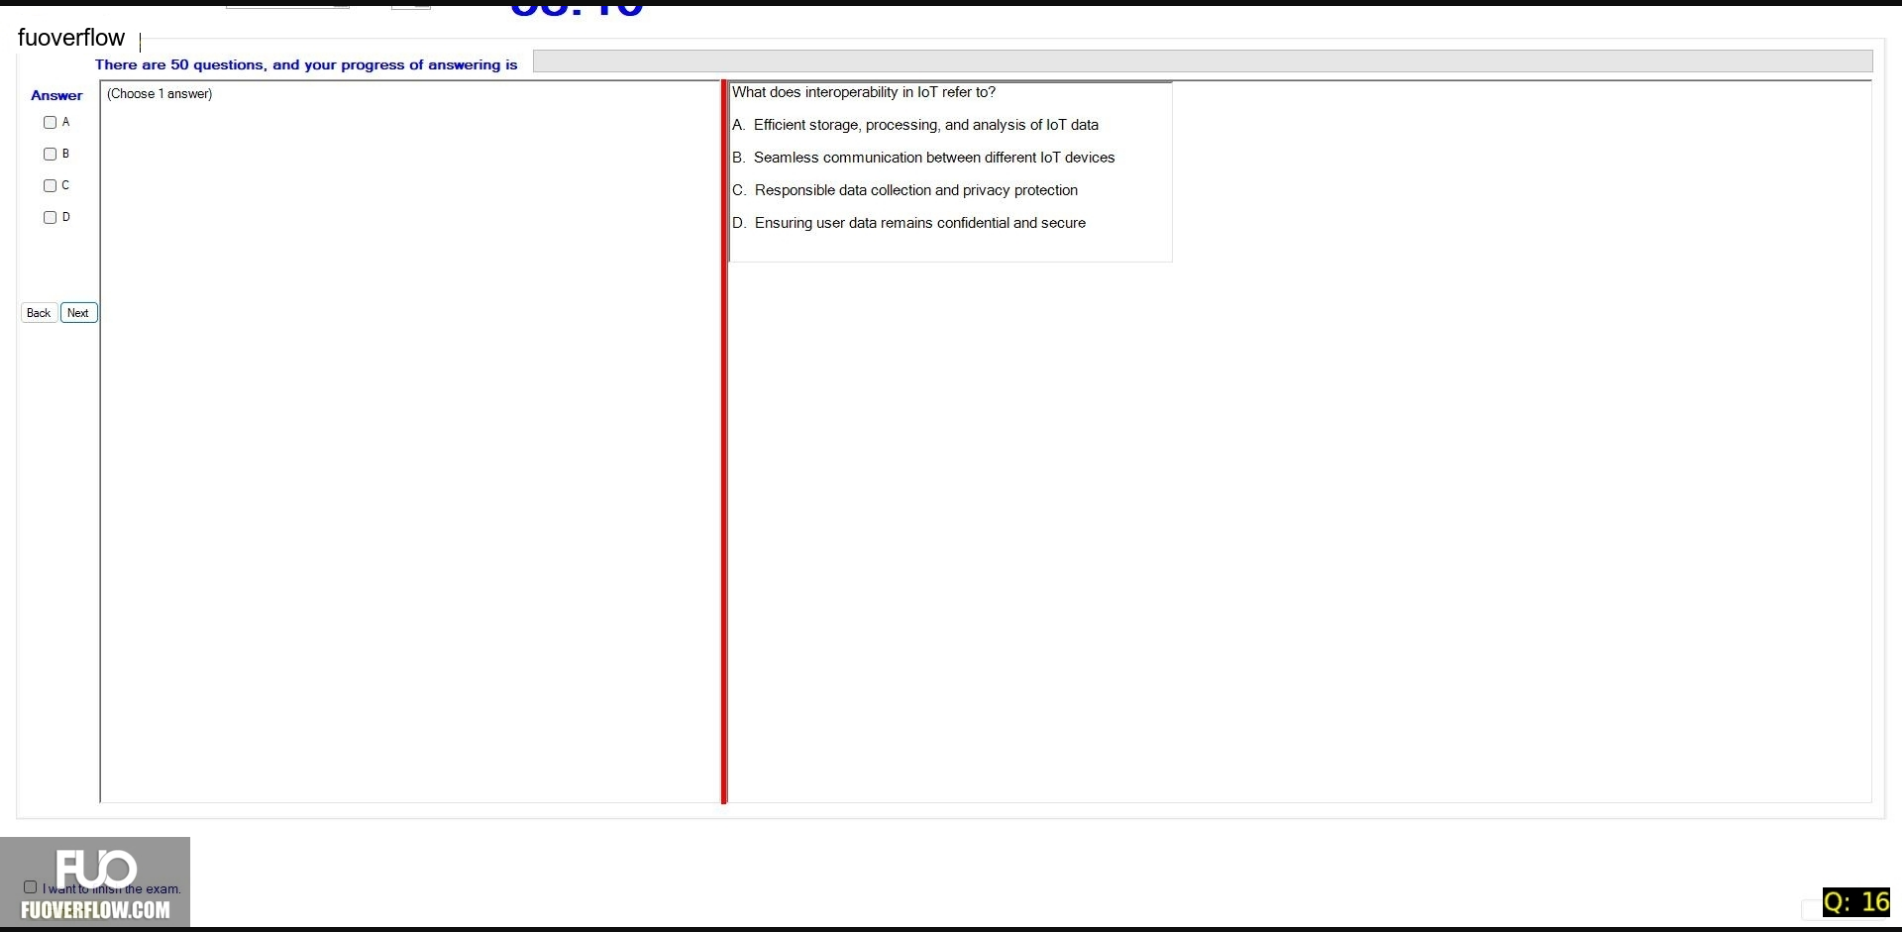 fuoverflow
There are 50 questions, and your progress of answering is
Answer
(Choose 1 answer)
A
B
C
D
Back Next
What does interoperability in IoT refer to?
A. Efficient storage, processing, and analysis of IoT data
B. Seamless communication between different IoT devices
C. Responsible data collection and privacy protection
D. Ensuring user data remains confidential and secure
FUO
I want to finish the exam.
FUOVERFLOW.COM
Q: 16